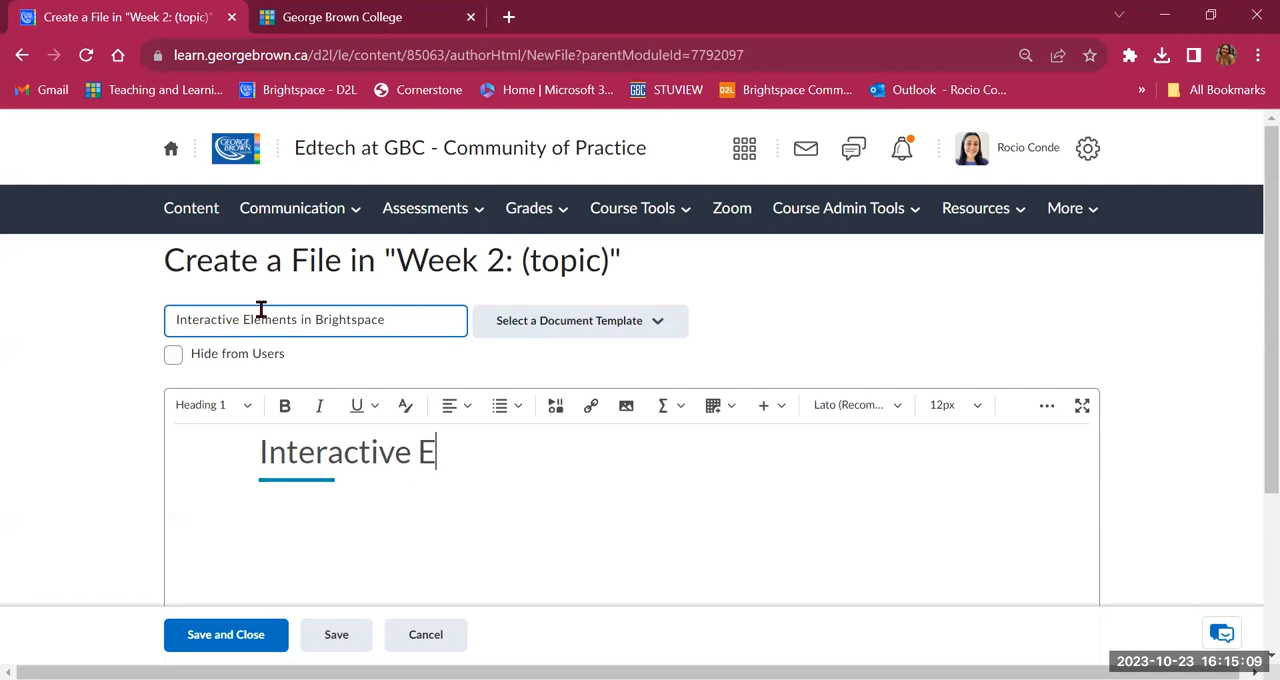 Create a File in "Week 2: (topic)"
George Brown College
learn.georgebrown.ca/d2l/le/content/85063/authorHtml/NewFile?parentModuleId=7792097
Gmail
Teaching and Learni...
Brightspace - D2L
Cornerstone
Home | Microsoft 3...
GBC STUVIEW
D2L Brightspace Comm...
Outlook - Rocio Co...
»
All Bookmarks
GEORGE BROWN
Edtech at GBC - Community of Practice
Rocio Conde
Content
Communication
Assessments
Grades
Course Tools
Zoom
Course Admin Tools
Resources
More
Create a File in "Week 2: (topic)"
Interactive Elements in Brightspace
Select a Document Template
Hide from Users
Heading 1
B
I
U
Σ
Lato (Recom...
12px
Interactive E
Save and Close
Save
Cancel
2023-10-23 16:15:09